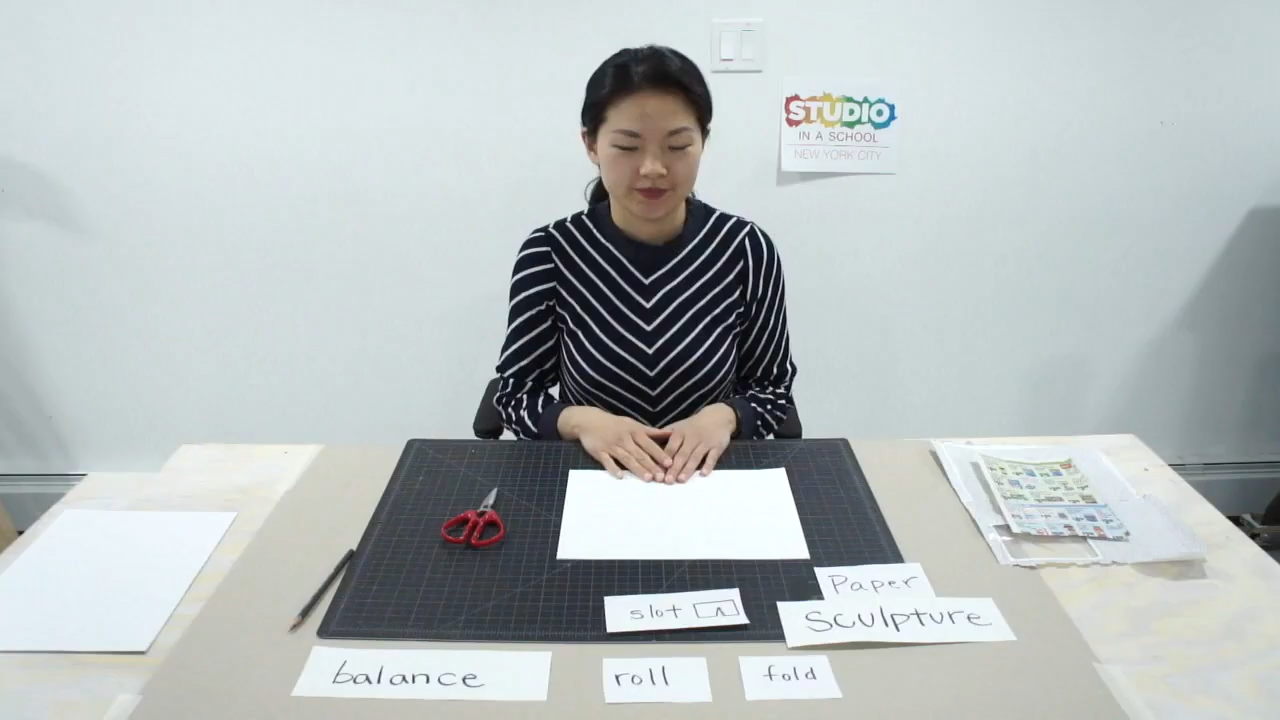 STUDIO
IN A SCHOOL
NEW YORK CITY
Paper
slot
Sculpture
balance
roll
fold